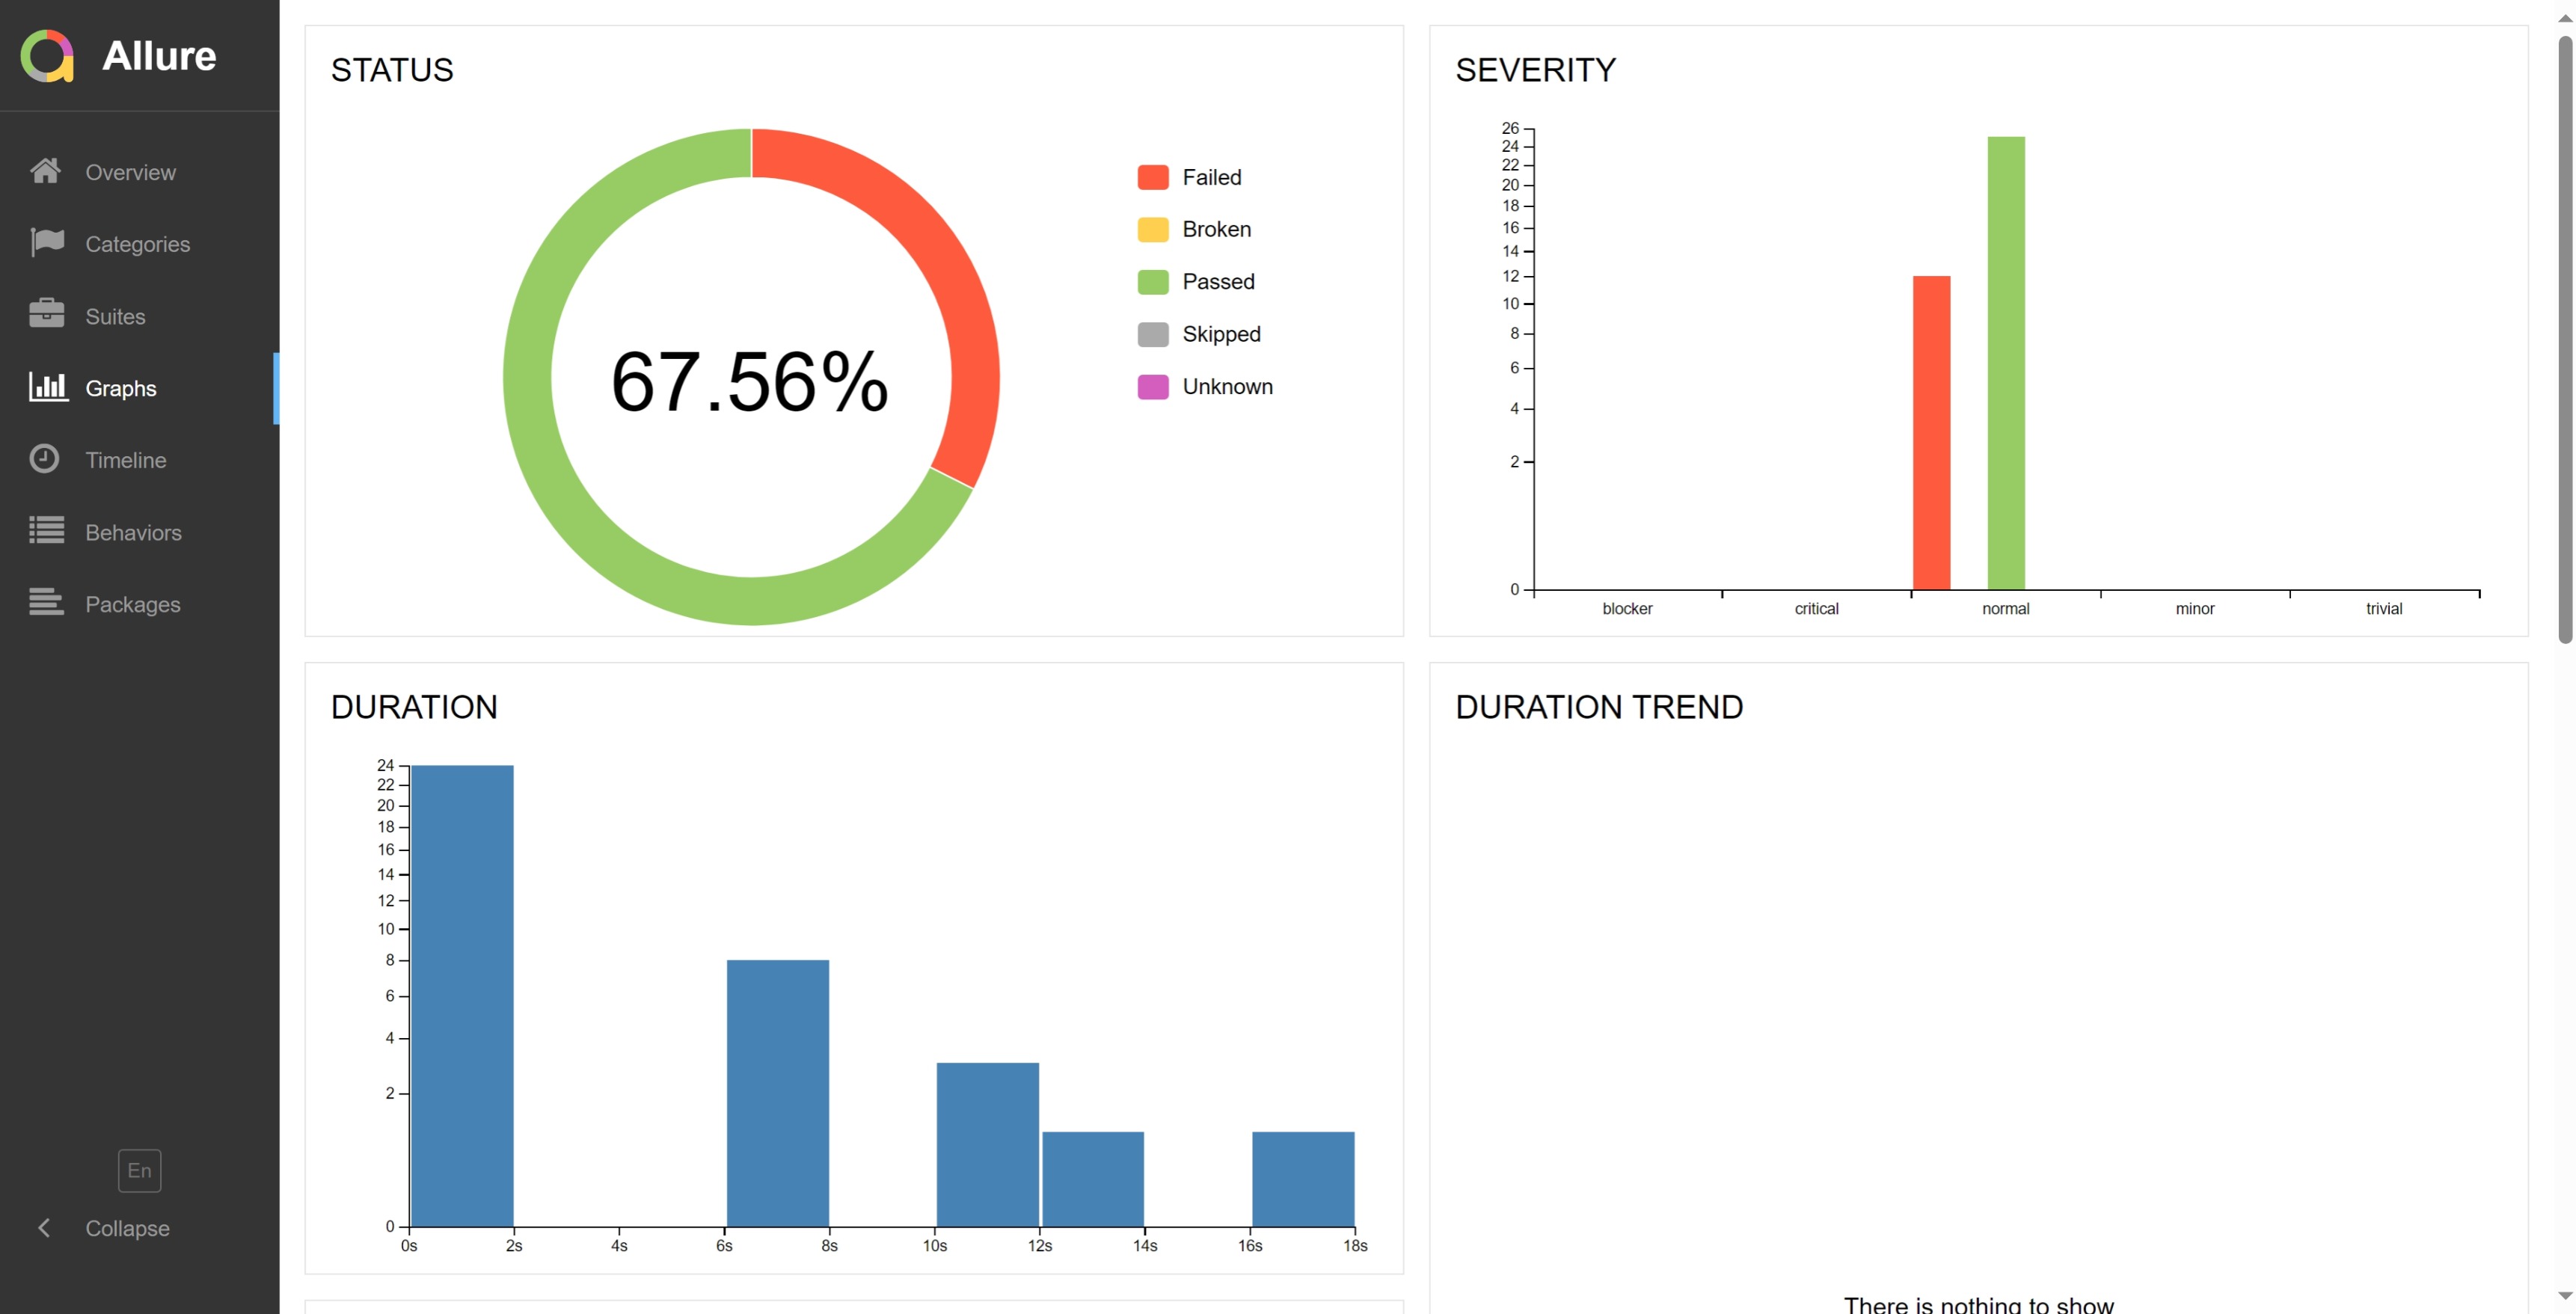 Allure
Overview
Categories
Suites
Graphs
Timeline
Behaviors
Packages
En
Collapse
STATUS
67.56%
Failed
Broken
Passed
Skipped
Unknown
SEVERITY
26
24
22
20
18
16
14
12
10
8
6
4
2
0
blocker critical normal minor trivial
DURATION
24
22
20
18
16
14
12
10
8
6
4
2
0
0s 2s 4s 6s 8s 10s 12s 14s 16s 18s
DURATION TREND
There is nothing to show